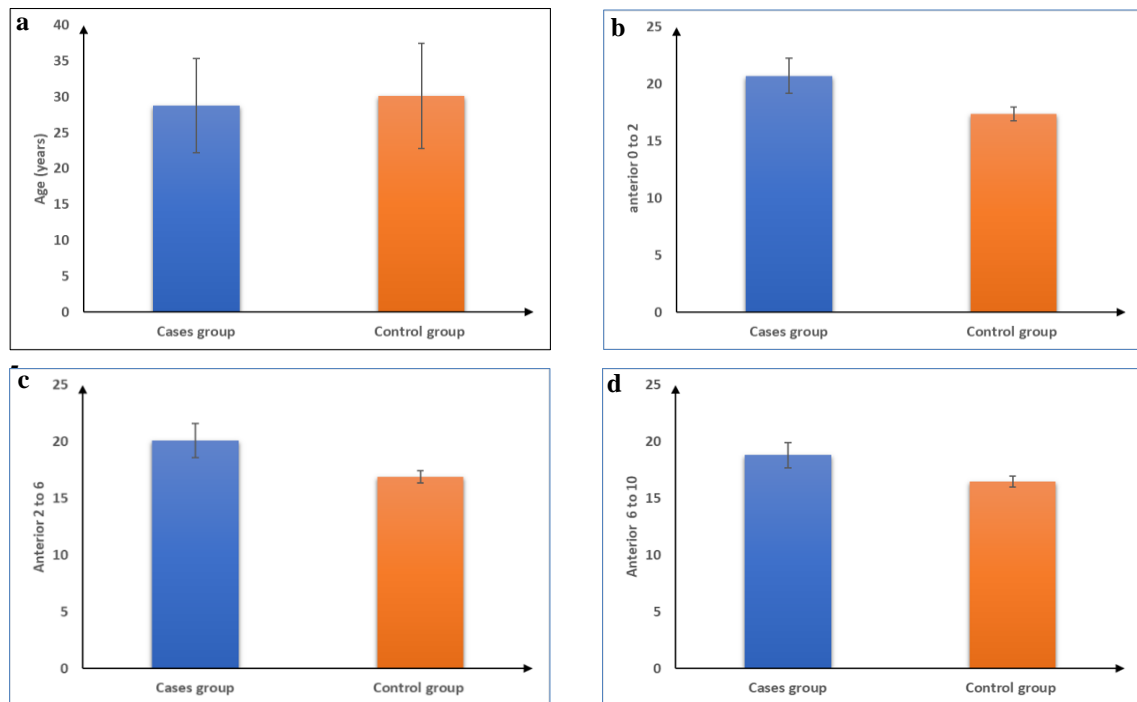 a
40
35
30
25
20
15
10
5
0
Age (years)
Cases group
Control group
b
25
20
15
10
5
0
anterior 0 to 2
Cases group
Control group
c
25
20
15
10
5
0
Anterior 2 to 6
Cases group
Control group
d
25
20
15
10
5
0
Anterior 6 to 10
Cases group
Control group